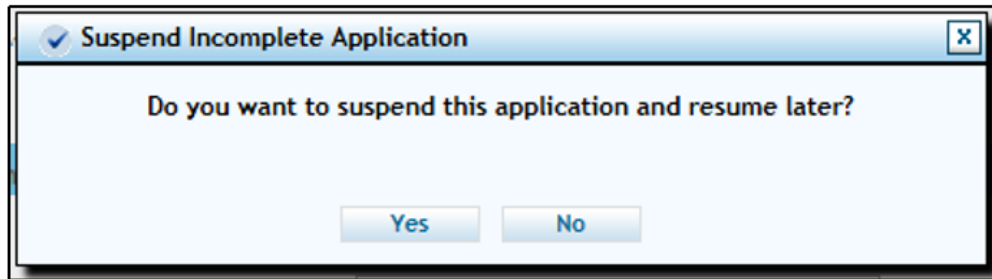 Suspend Incomplete Application
Do you want to suspend this application and resume later?
Yes No